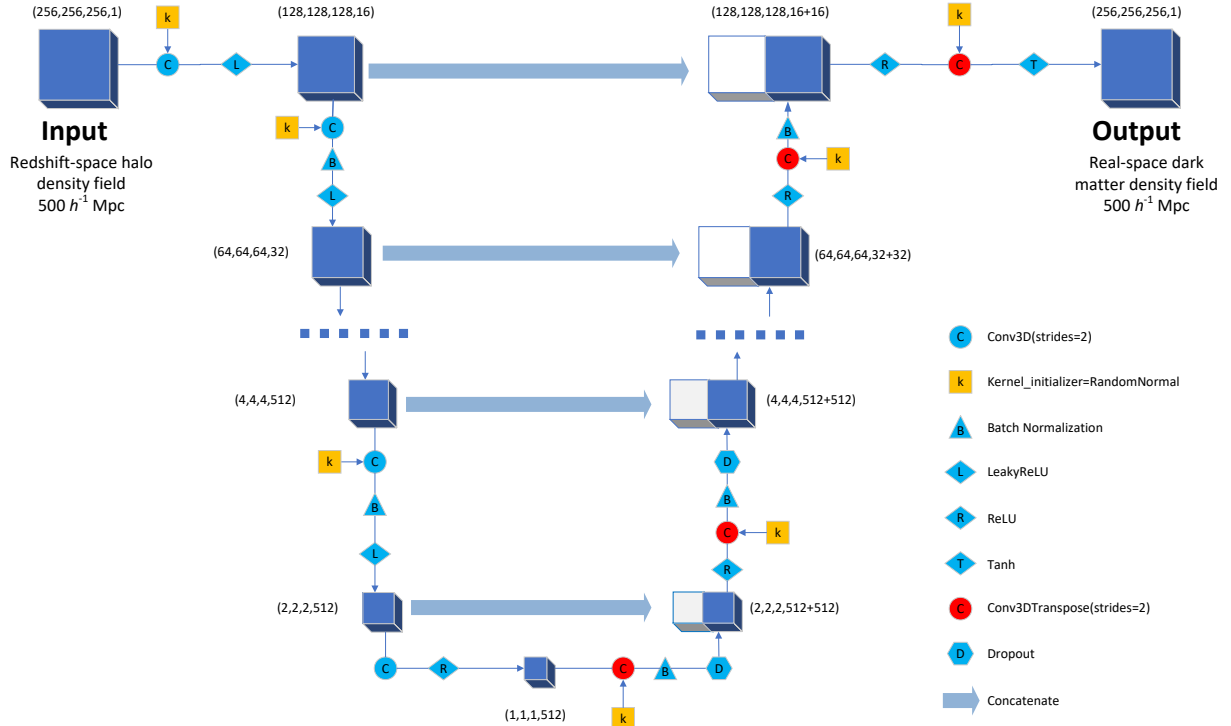 (256,256,256,1)
(128,128,128,16)
(128,128,128,16+16)
(256,256,256,1)
k
k
C
L
R
C
T
Input
Redshift-space halo
density field
500 h⁻¹ Mpc
k
C
B
L
B
C
k
R
Output
Real-space dark
matter density field
500 h⁻¹ Mpc
(64,64,64,32)
(64,64,64,32+32)
(4,4,4,512)
(4,4,4,512+512)
k
C
B
L
D
B
C
k
R
(2,2,2,512)
(2,2,2,512+512)
C
R
C
B
D
(1,1,1,512)
k
C Conv3D(strides=2)
k Kernel_initializer=RandomNormal
B Batch Normalization
L LeakyReLU
R ReLU
T Tanh
C Conv3DTranspose(strides=2)
D Dropout
Concatenate